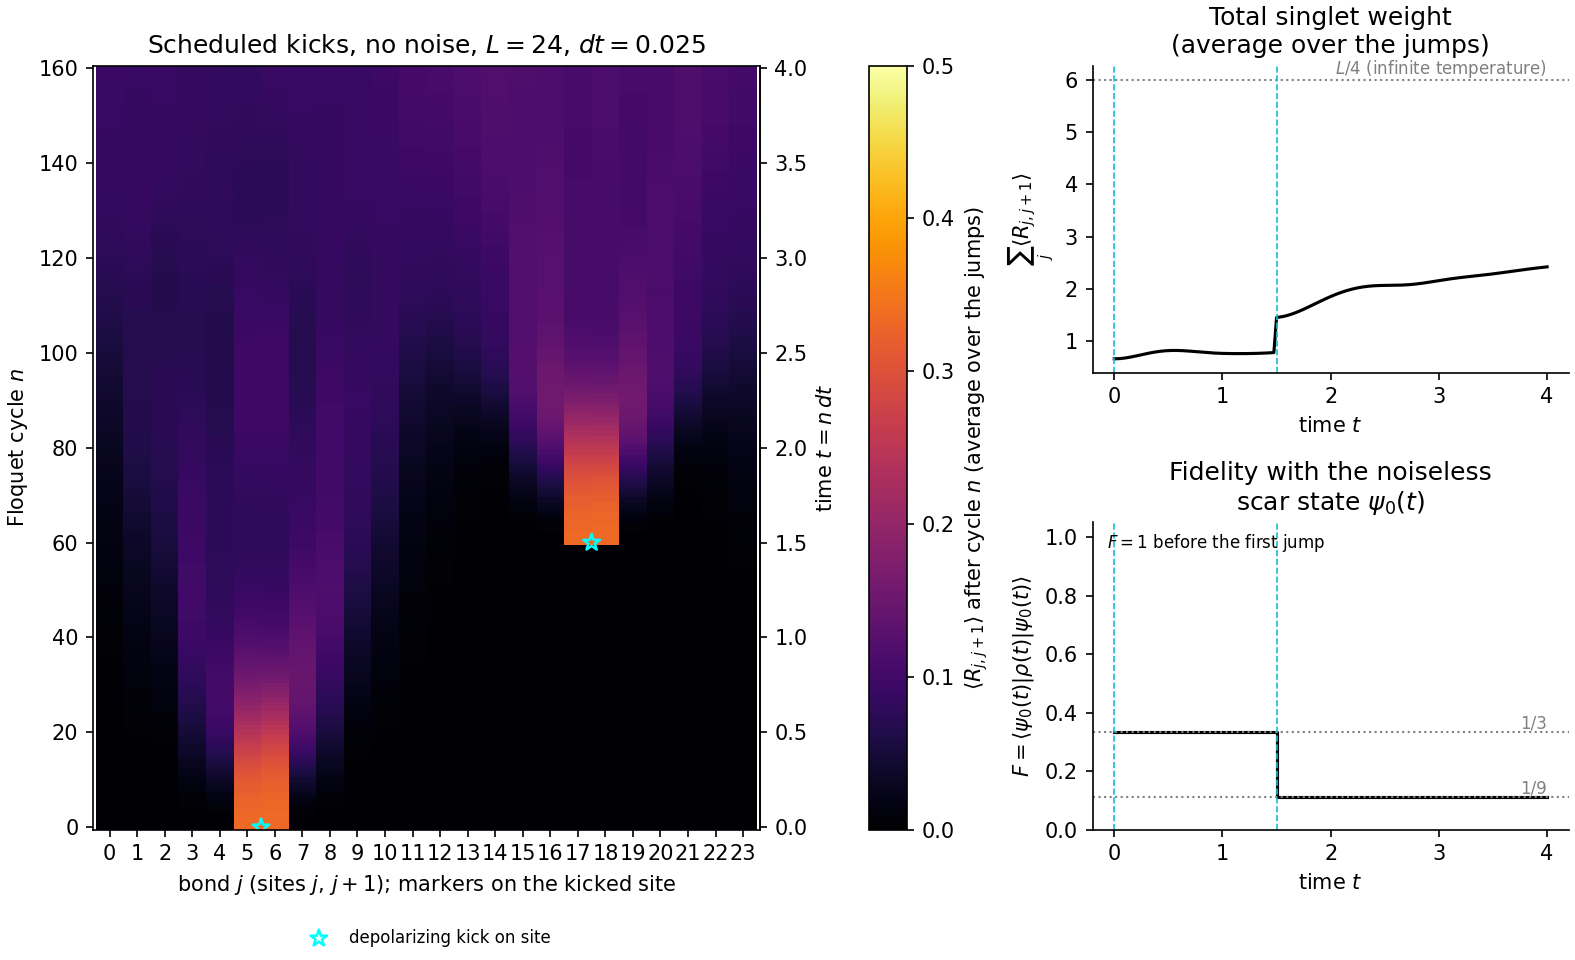 Scheduled kicks, no noise, L = 24, dt = 0.025
Floquet cycle n
160
140
120
100
80
60
40
20
0
0 1 2 3 4 5 6 7 8 9 10 11 12 13 14 15 16 17 18 19 20 21 22 23
bond j (sites j, j + 1); markers on the kicked site
4.0
3.5
3.0
2.5
2.0
1.5
1.0
0.5
0.0
time t = n dt
depolarizing kick on site
0.5
0.4
0.3
0.2
0.1
0.0
⟨R_{j, j+1}⟩ after cycle n (average over the jumps)
Total singlet weight
(average over the jumps)
L/4 (infinite temperature)
6
5
4
3
2
1
∑_j ⟨R_{j, j+1}⟩
0 1 2 3 4
time t
Fidelity with the noiseless
scar state ψ₀(t)
F = 1 before the first jump
1.0
0.8
0.6
0.4
0.2
0.0
F = ⟨ψ₀(t)|ρ(t)|ψ₀(t)⟩
1/3
1/9
0 1 2 3 4
time t